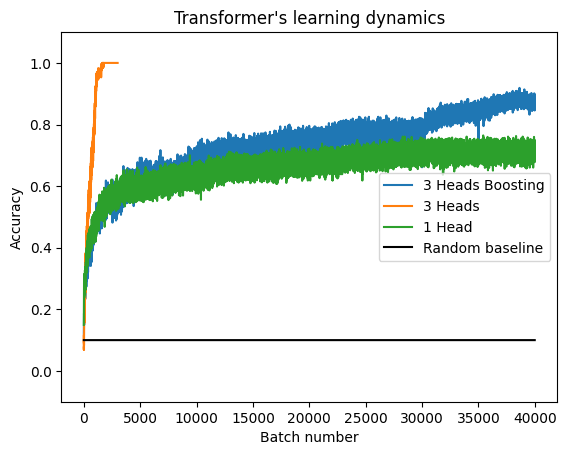 Transformer's learning dynamics
Accuracy
1.0
0.8
0.6
0.4
0.2
0.0
3 Heads Boosting
3 Heads
1 Head
Random baseline
0 5000 10000 15000 20000 25000 30000 35000 40000
Batch number